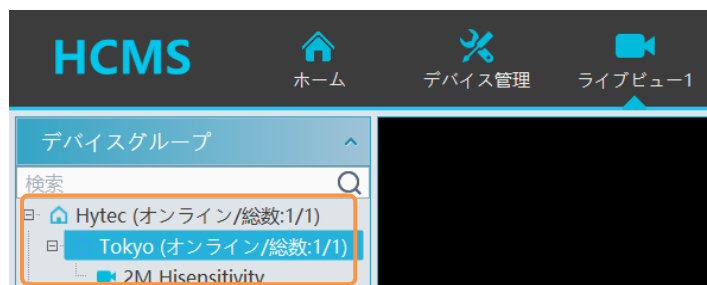 HCMS
ホーム
デバイス管理
ライブビュー1
デバイスグループ
検索
Hytec (オンライン/総数:1/1)
Tokyo (オンライン/総数:1/1)
2M Hisensitivity